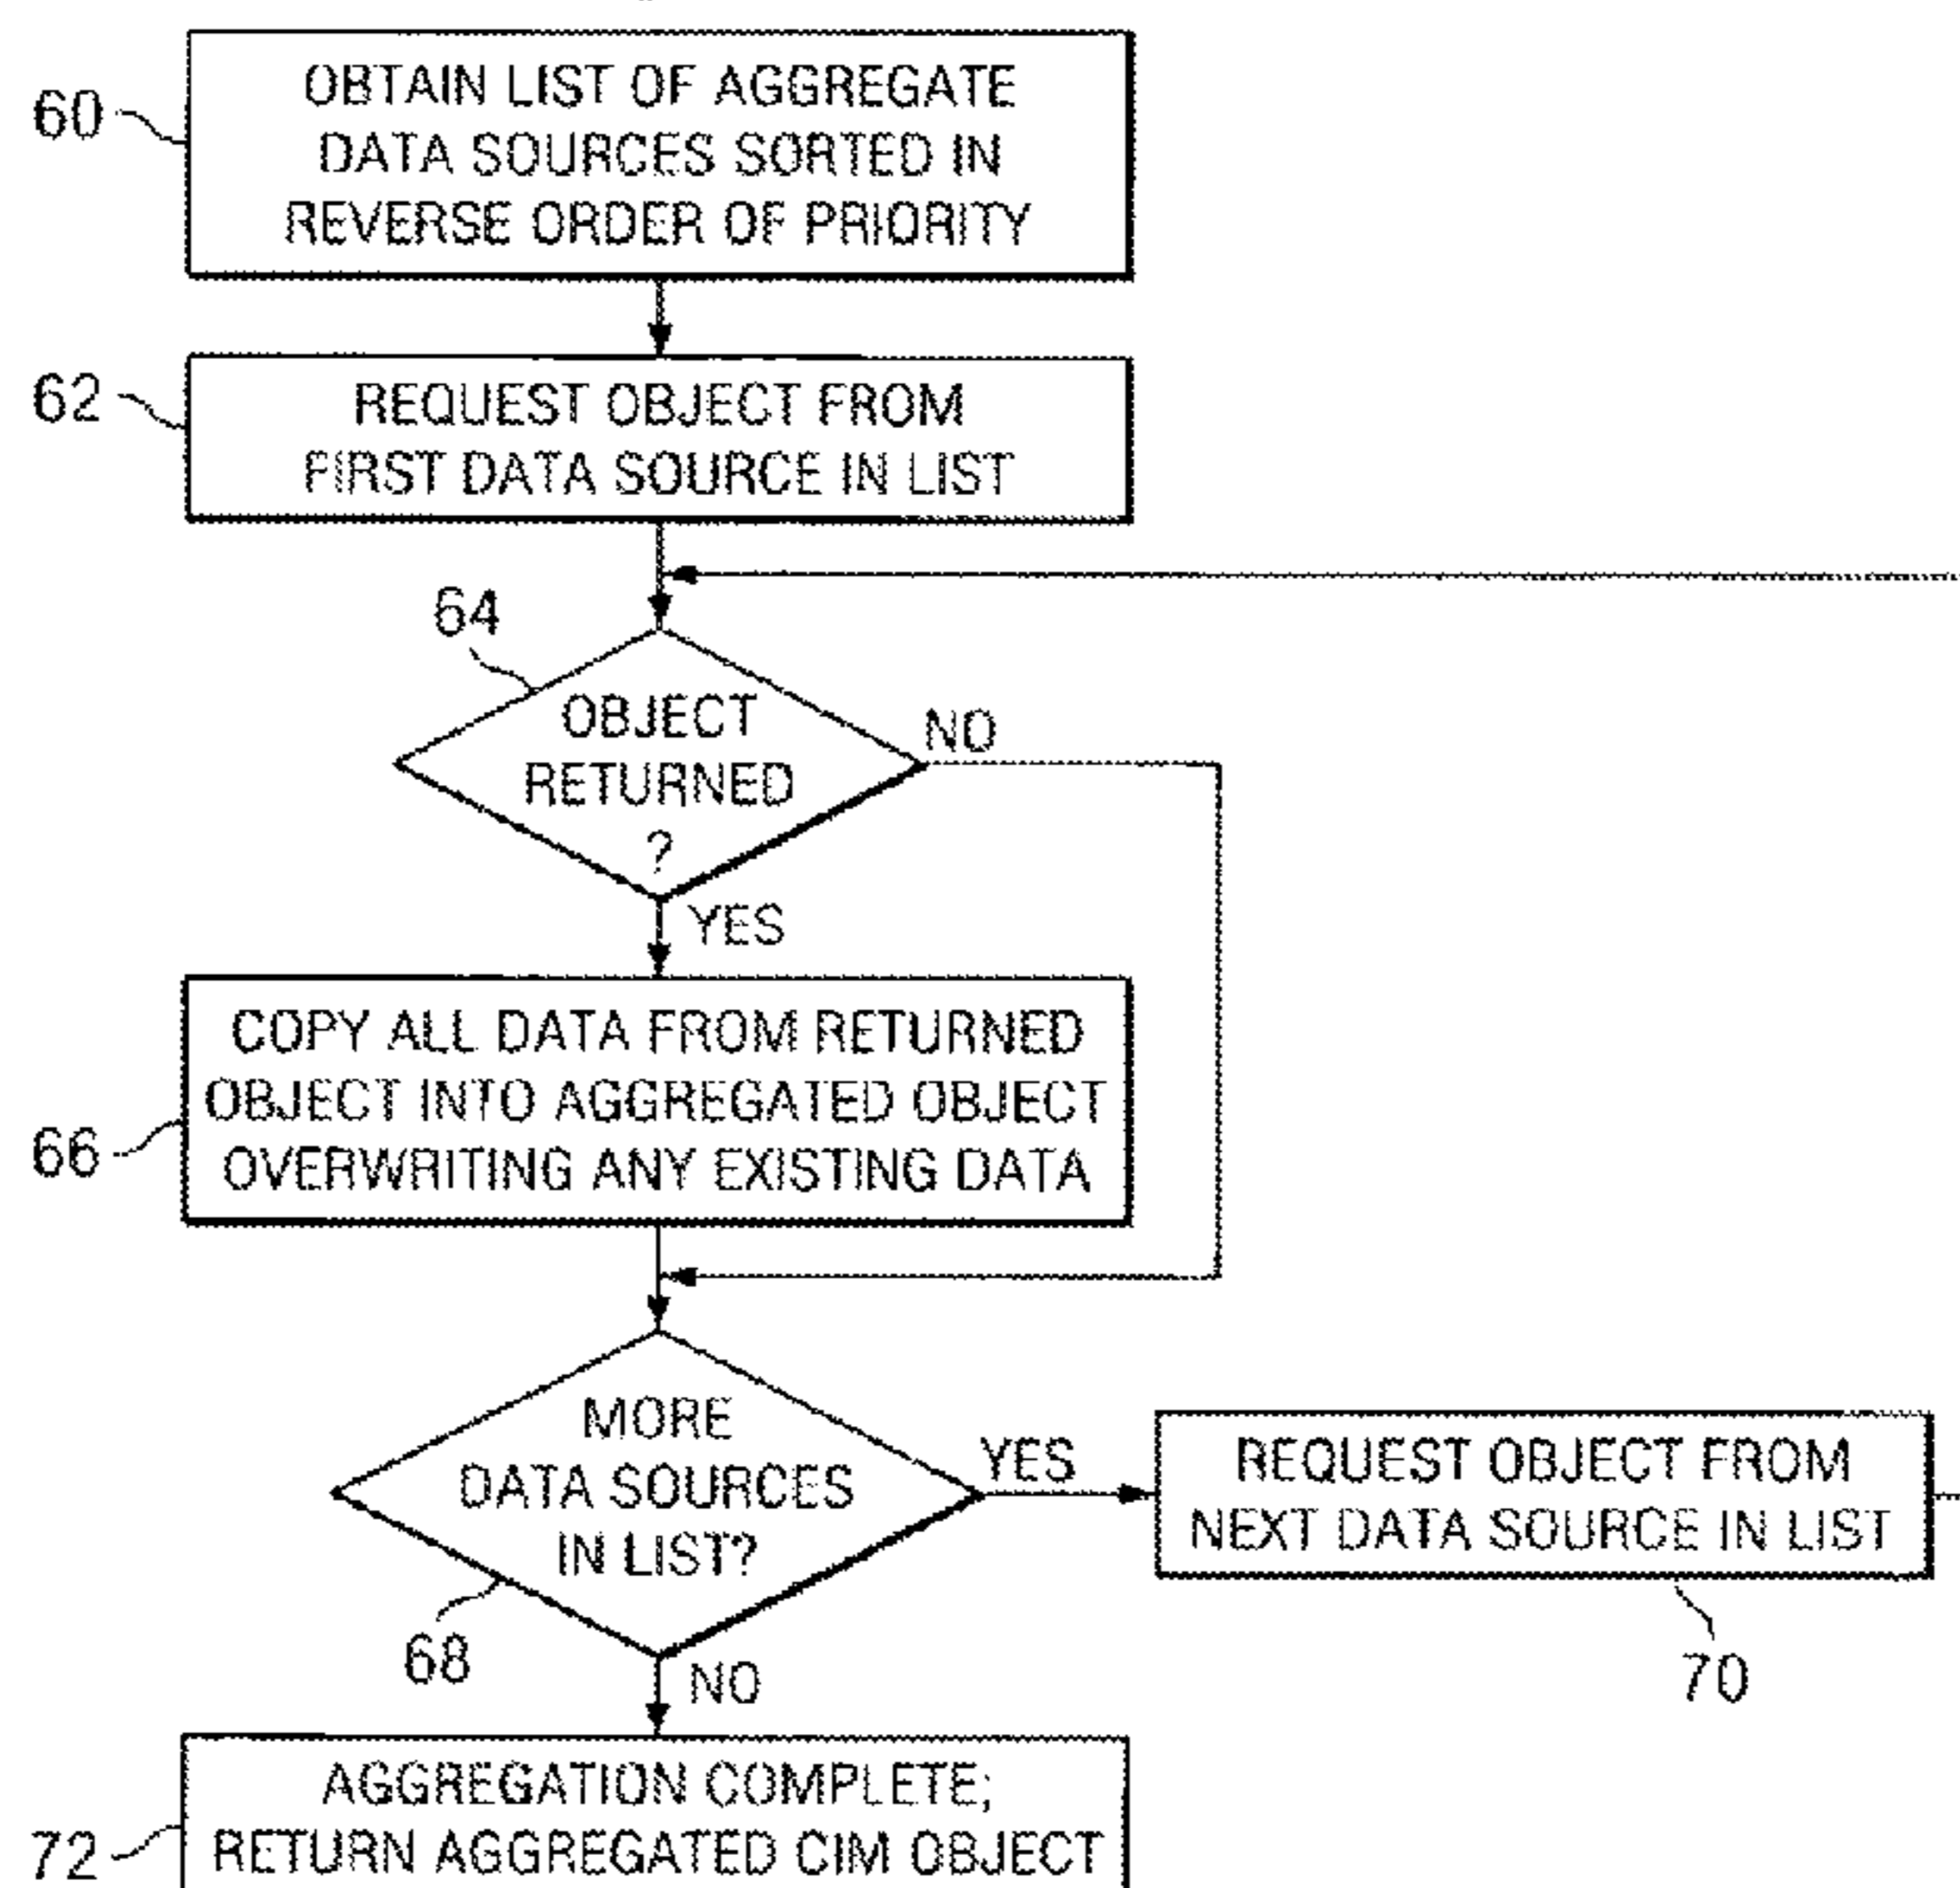 60
OBTAIN LIST OF AGGREGATE
DATA SOURCES SORTED IN
REVERSE ORDER OF PRIORITY
62
REQUEST OBJECT FROM
FIRST DATA SOURCE IN LIST
64
OBJECT
RETURNED
?
NO
YES
66
COPY ALL DATA FROM RETURNED
OBJECT INTO AGGREGATED OBJECT
OVERWRITING ANY EXISTING DATA
MORE
DATA SOURCES
IN LIST?
YES
REQUEST OBJECT FROM
NEXT DATA SOURCE IN LIST
68
70
NO
72
AGGREGATION COMPLETE;
RETURN AGGREGATED CIM OBJECT